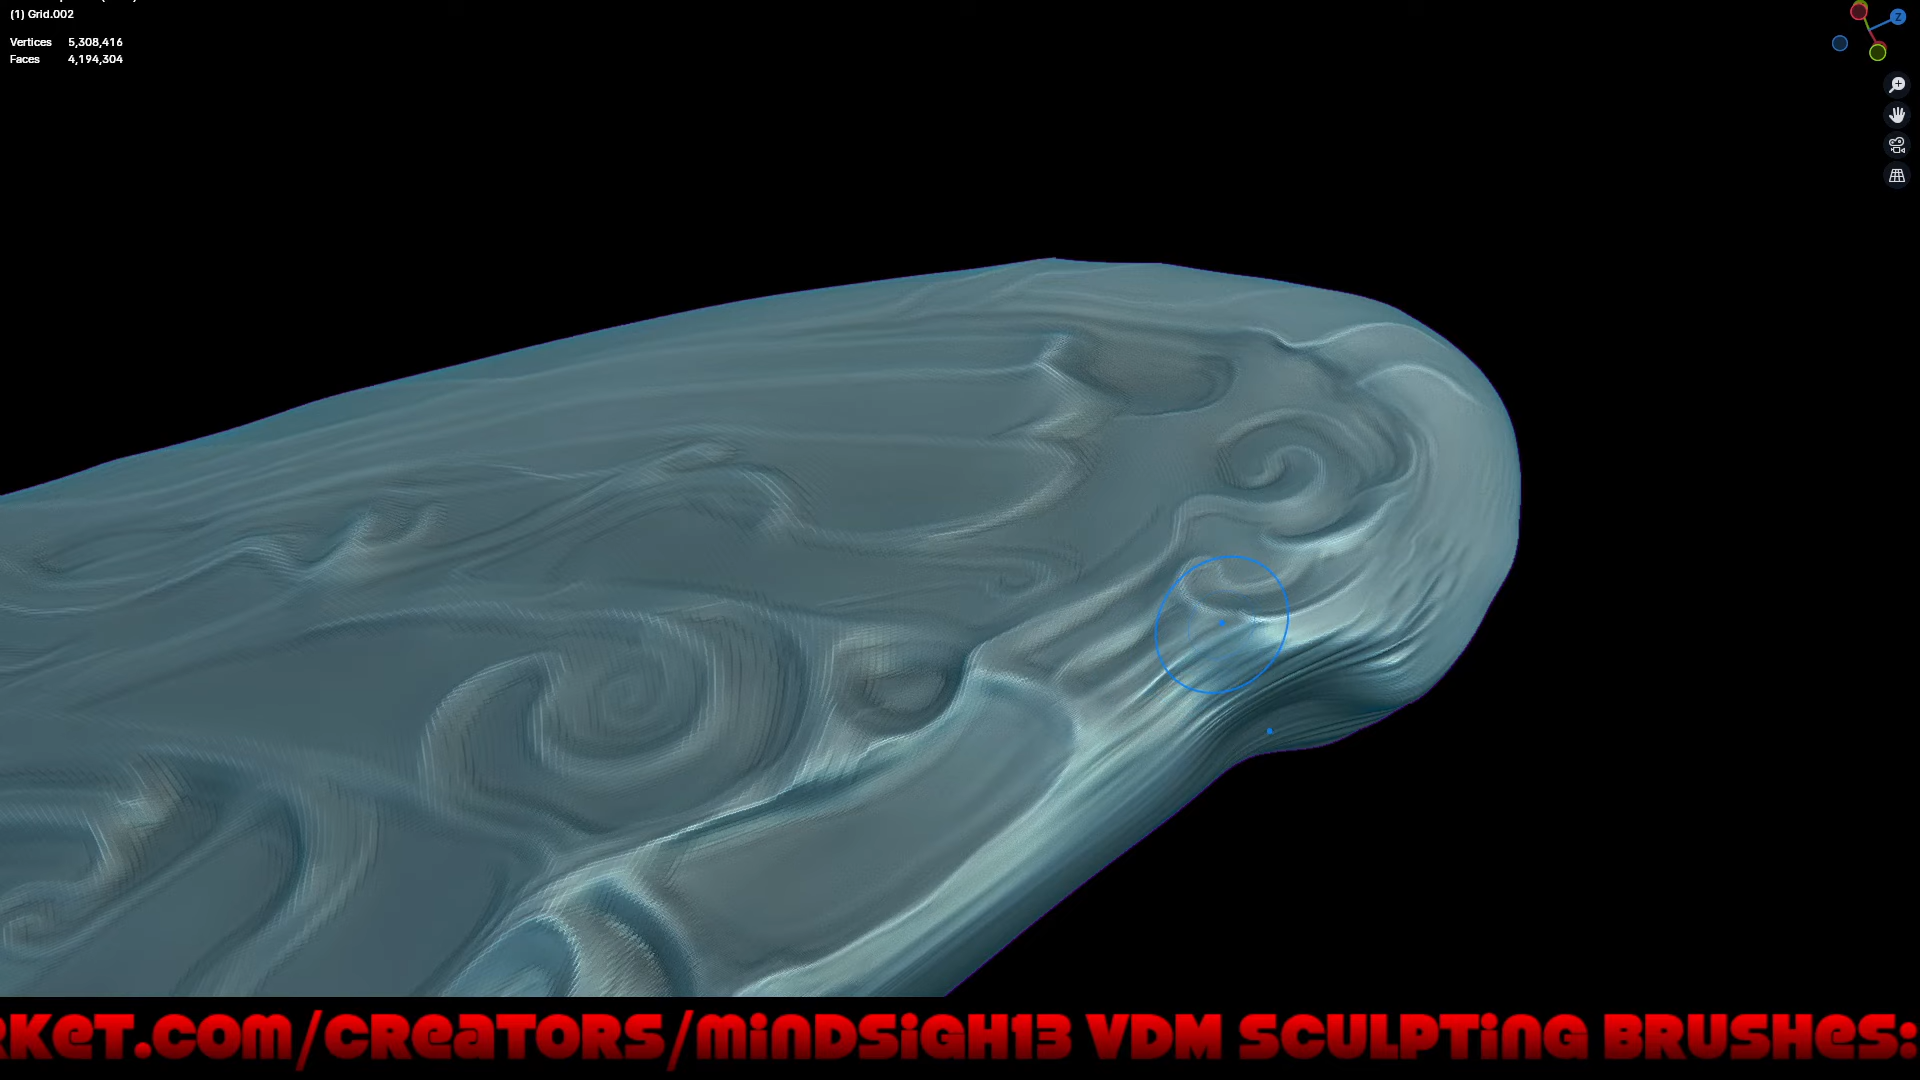 (1) Grid.002
Vertices 5,308,416
Faces 4,194,304
Z
RKET.COM/CREATORS/MINDSIGH13 VDM SCULPTING BRUSHES: